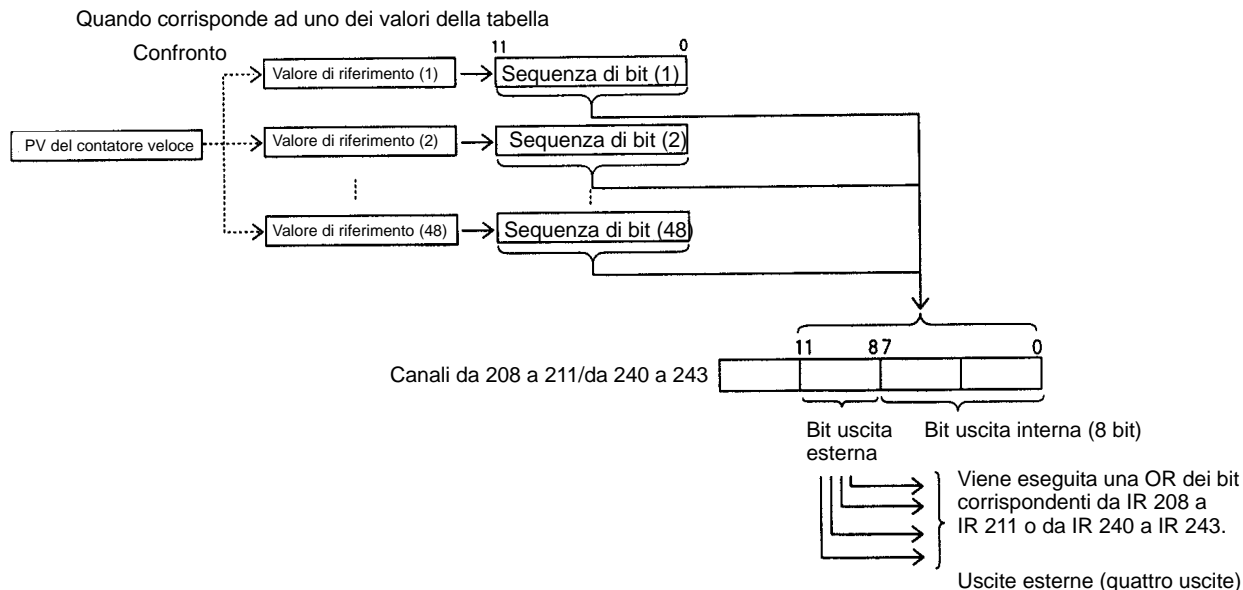 Quando corrisponde ad uno dei valori della tabella
Confronto
11 0
Valore di riferimento (1)
Sequenza di bit (1)
PV del contatore veloce
Valore di riferimento (2)
Sequenza di bit (2)
Valore di riferimento (48)
Sequenza di bit (48)
11 8 7 0
Canali da 208 a 211/da 240 a 243
Bit uscita
esterna
Bit uscita interna (8 bit)
Viene eseguita una OR dei bit
corrispondenti da IR 208 a
IR 211 o da IR 240 a IR 243.
Uscite esterne (quattro uscite)